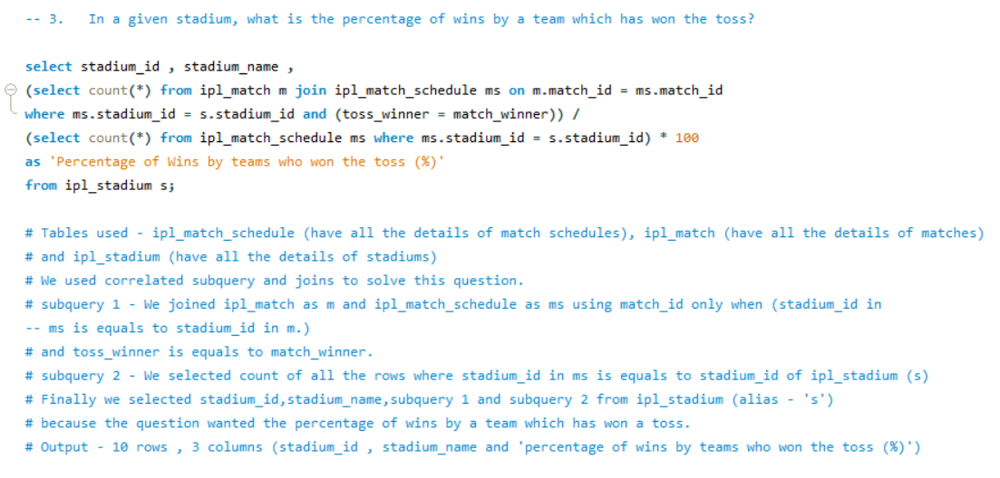 -- 3.   In a given stadium, what is the percentage of wins by a team which has won the toss?
select stadium_id , stadium_name ,
(select count(*) from ipl_match m join ipl_match_schedule ms on m.match_id = ms.match_id
where ms.stadium_id = s.stadium_id and (toss_winner = match_winner)) /
(select count(*) from ipl_match_schedule ms where ms.stadium_id = s.stadium_id) * 100
as 'Percentage of Wins by teams who won the toss (%)'
from ipl_stadium s;
# Tables used - ipl_match_schedule (have all the details of match schedules), ipl_match (have all the details of matches)
# and ipl_stadium (have all the details of stadiums)
# We used correlated subquery and joins to solve this question.
# subquery 1 - We joined ipl_match as m and ipl_match_schedule as ms using match_id only when (stadium_id in
-- ms is equals to stadium_id in m.)
# and toss_winner is equals to match_winner.
# subquery 2 - We selected count of all the rows where stadium_id in ms is equals to stadium_id of ipl_stadium (s)
# Finally we selected stadium_id,stadium_name,subquery 1 and subquery 2 from ipl_stadium (alias - 's')
# because the question wanted the percentage of wins by a team which has won a toss.
# Output - 10 rows , 3 columns (stadium_id , stadium_name and 'percentage of wins by teams who won the toss (%)')